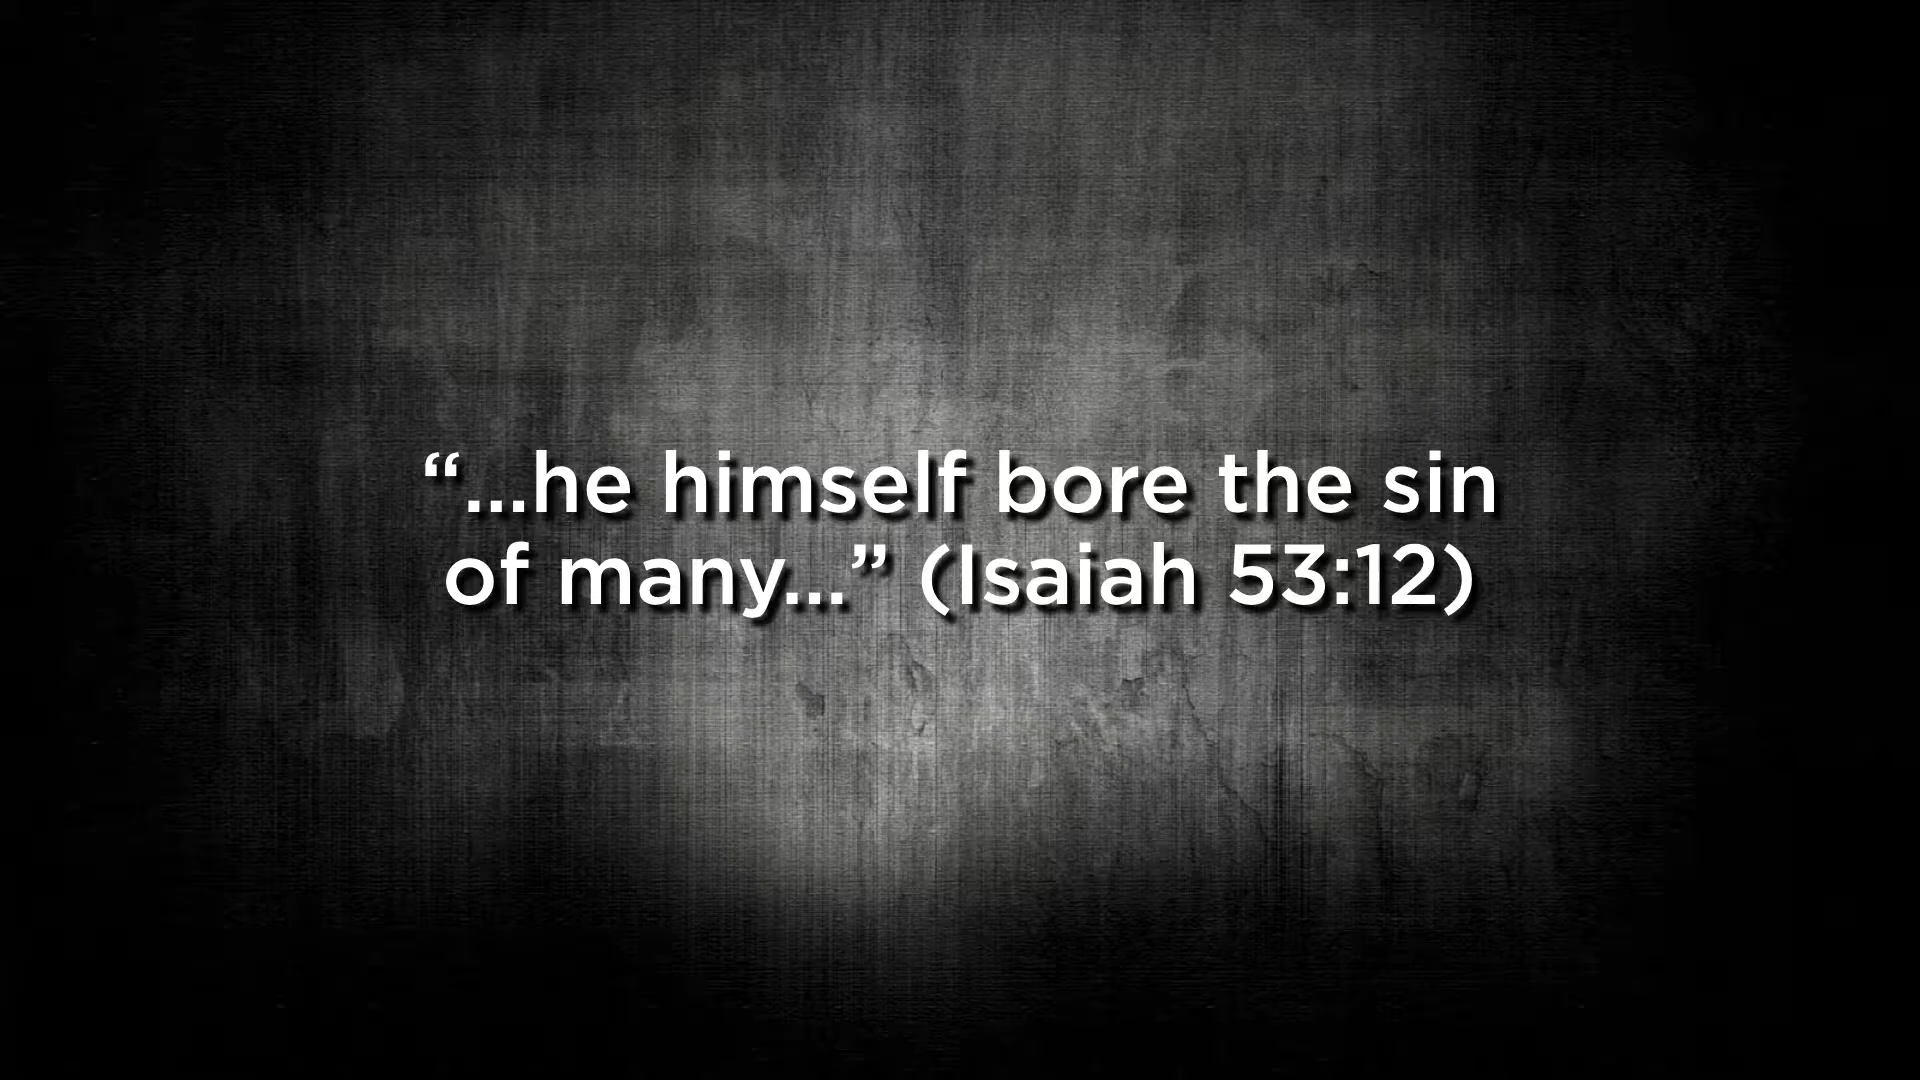 “...he himself bore the sin
of many...” (Isaiah 53:12)